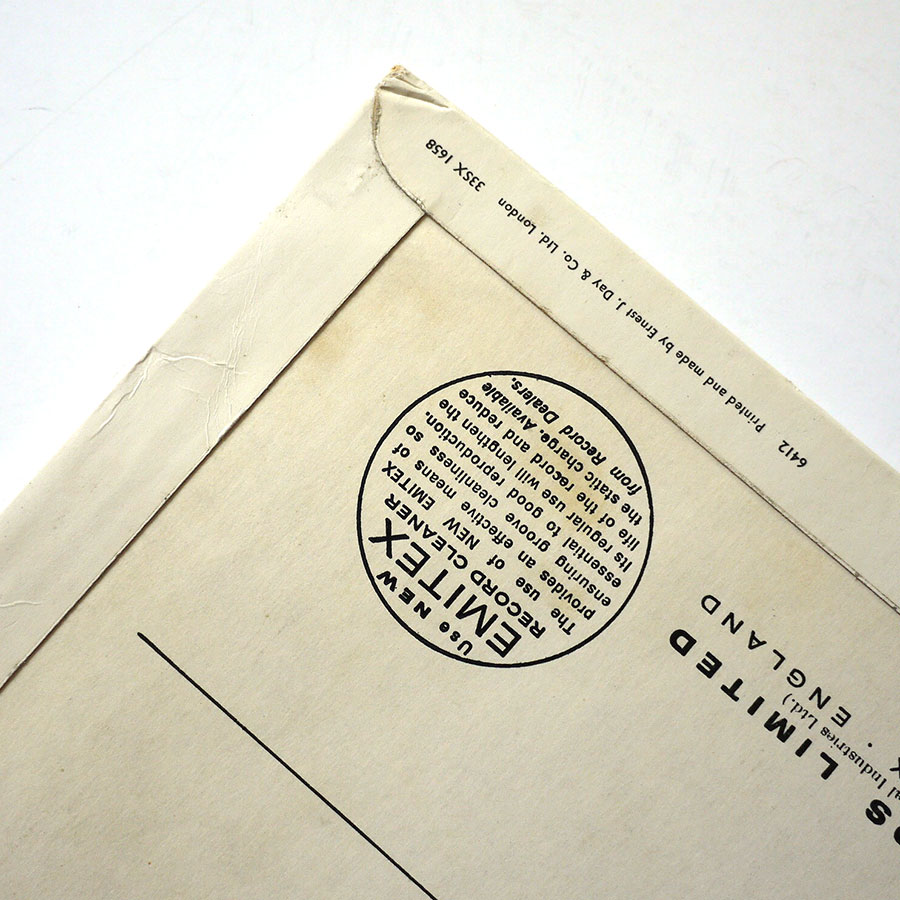 33SX 1658
6412 Printed and made by Ernest J. Day & Co. Ltd. London
Use NEW
EMITEX
RECORD CLEANER
The use of NEW EMITEX
provides an effective means of
ensuring groove cleanliness so
essential to good reproduction.
Its regular use will lengthen the
life of the record and reduce
the static charge. Available
from Record Dealers.
DS LIMITED
al Industries Ltd.)
X · ENGLAND